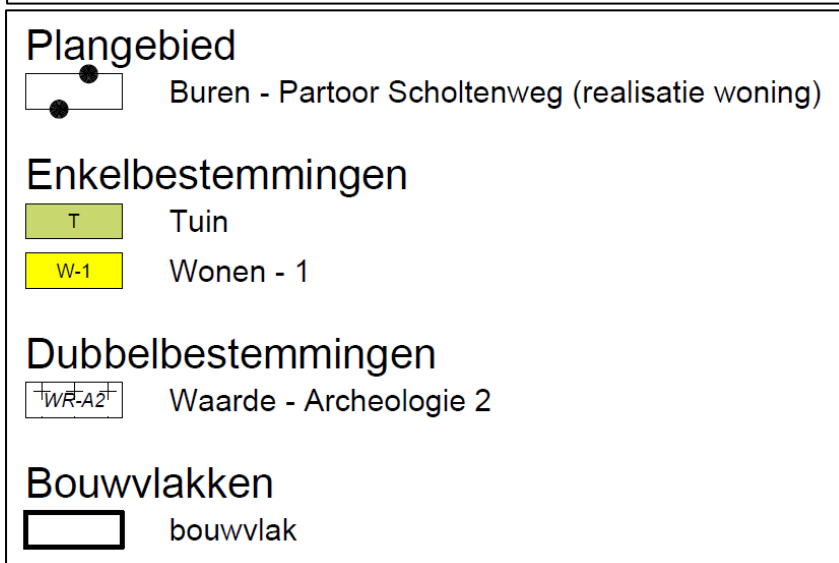 Plangebied
Buren - Partoor Scholtenweg (realisatie woning)
Enkelbestemmingen
T Tuin
W-1 Wonen - 1
Dubbelbestemmingen
WR-A2 Waarde - Archeologie 2
Bouwvlakken
bouwvlak